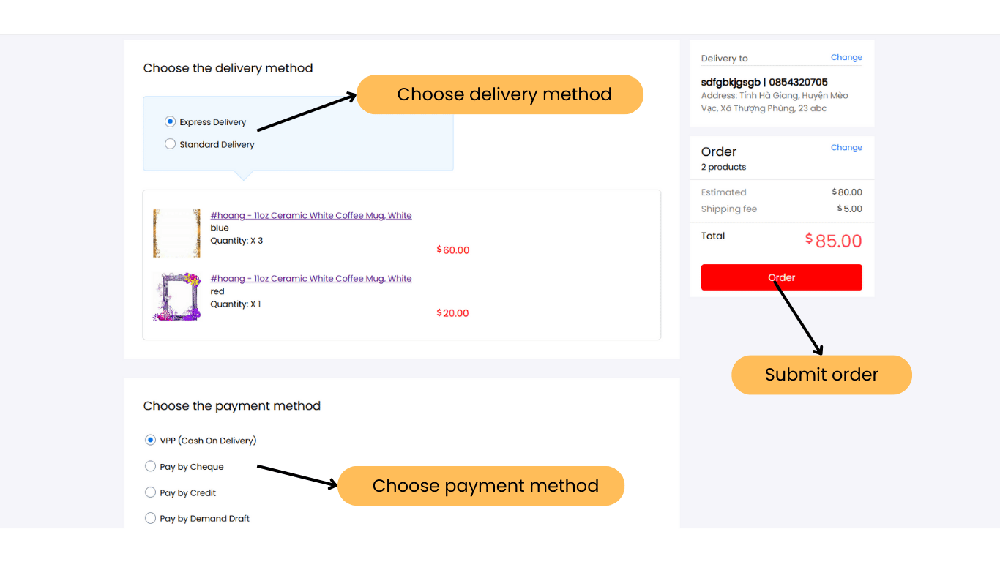 Choose the delivery method
Choose delivery method
Express Delivery
Standard Delivery
#hoang - 11oz Ceramic White Coffee Mug, White
blue
Quantity: X 3
$60.00
#hoang - 11oz Ceramic White Coffee Mug, White
red
Quantity: X 1
$20.00
Choose the payment method
VPP (Cash On Delivery)
Pay by Cheque
Pay by Credit
Pay by Demand Draft
Choose payment method
Delivery to
Change
sdfgbkjgsgb | 0854320705
Address: Tỉnh Hà Giang, Huyện Mèo
Vạc, Xã Thượng Phùng, 23 abc
Order
Change
2 products
Estimated $80.00
Shipping fee $5.00
Total $85.00
Order
Submit order